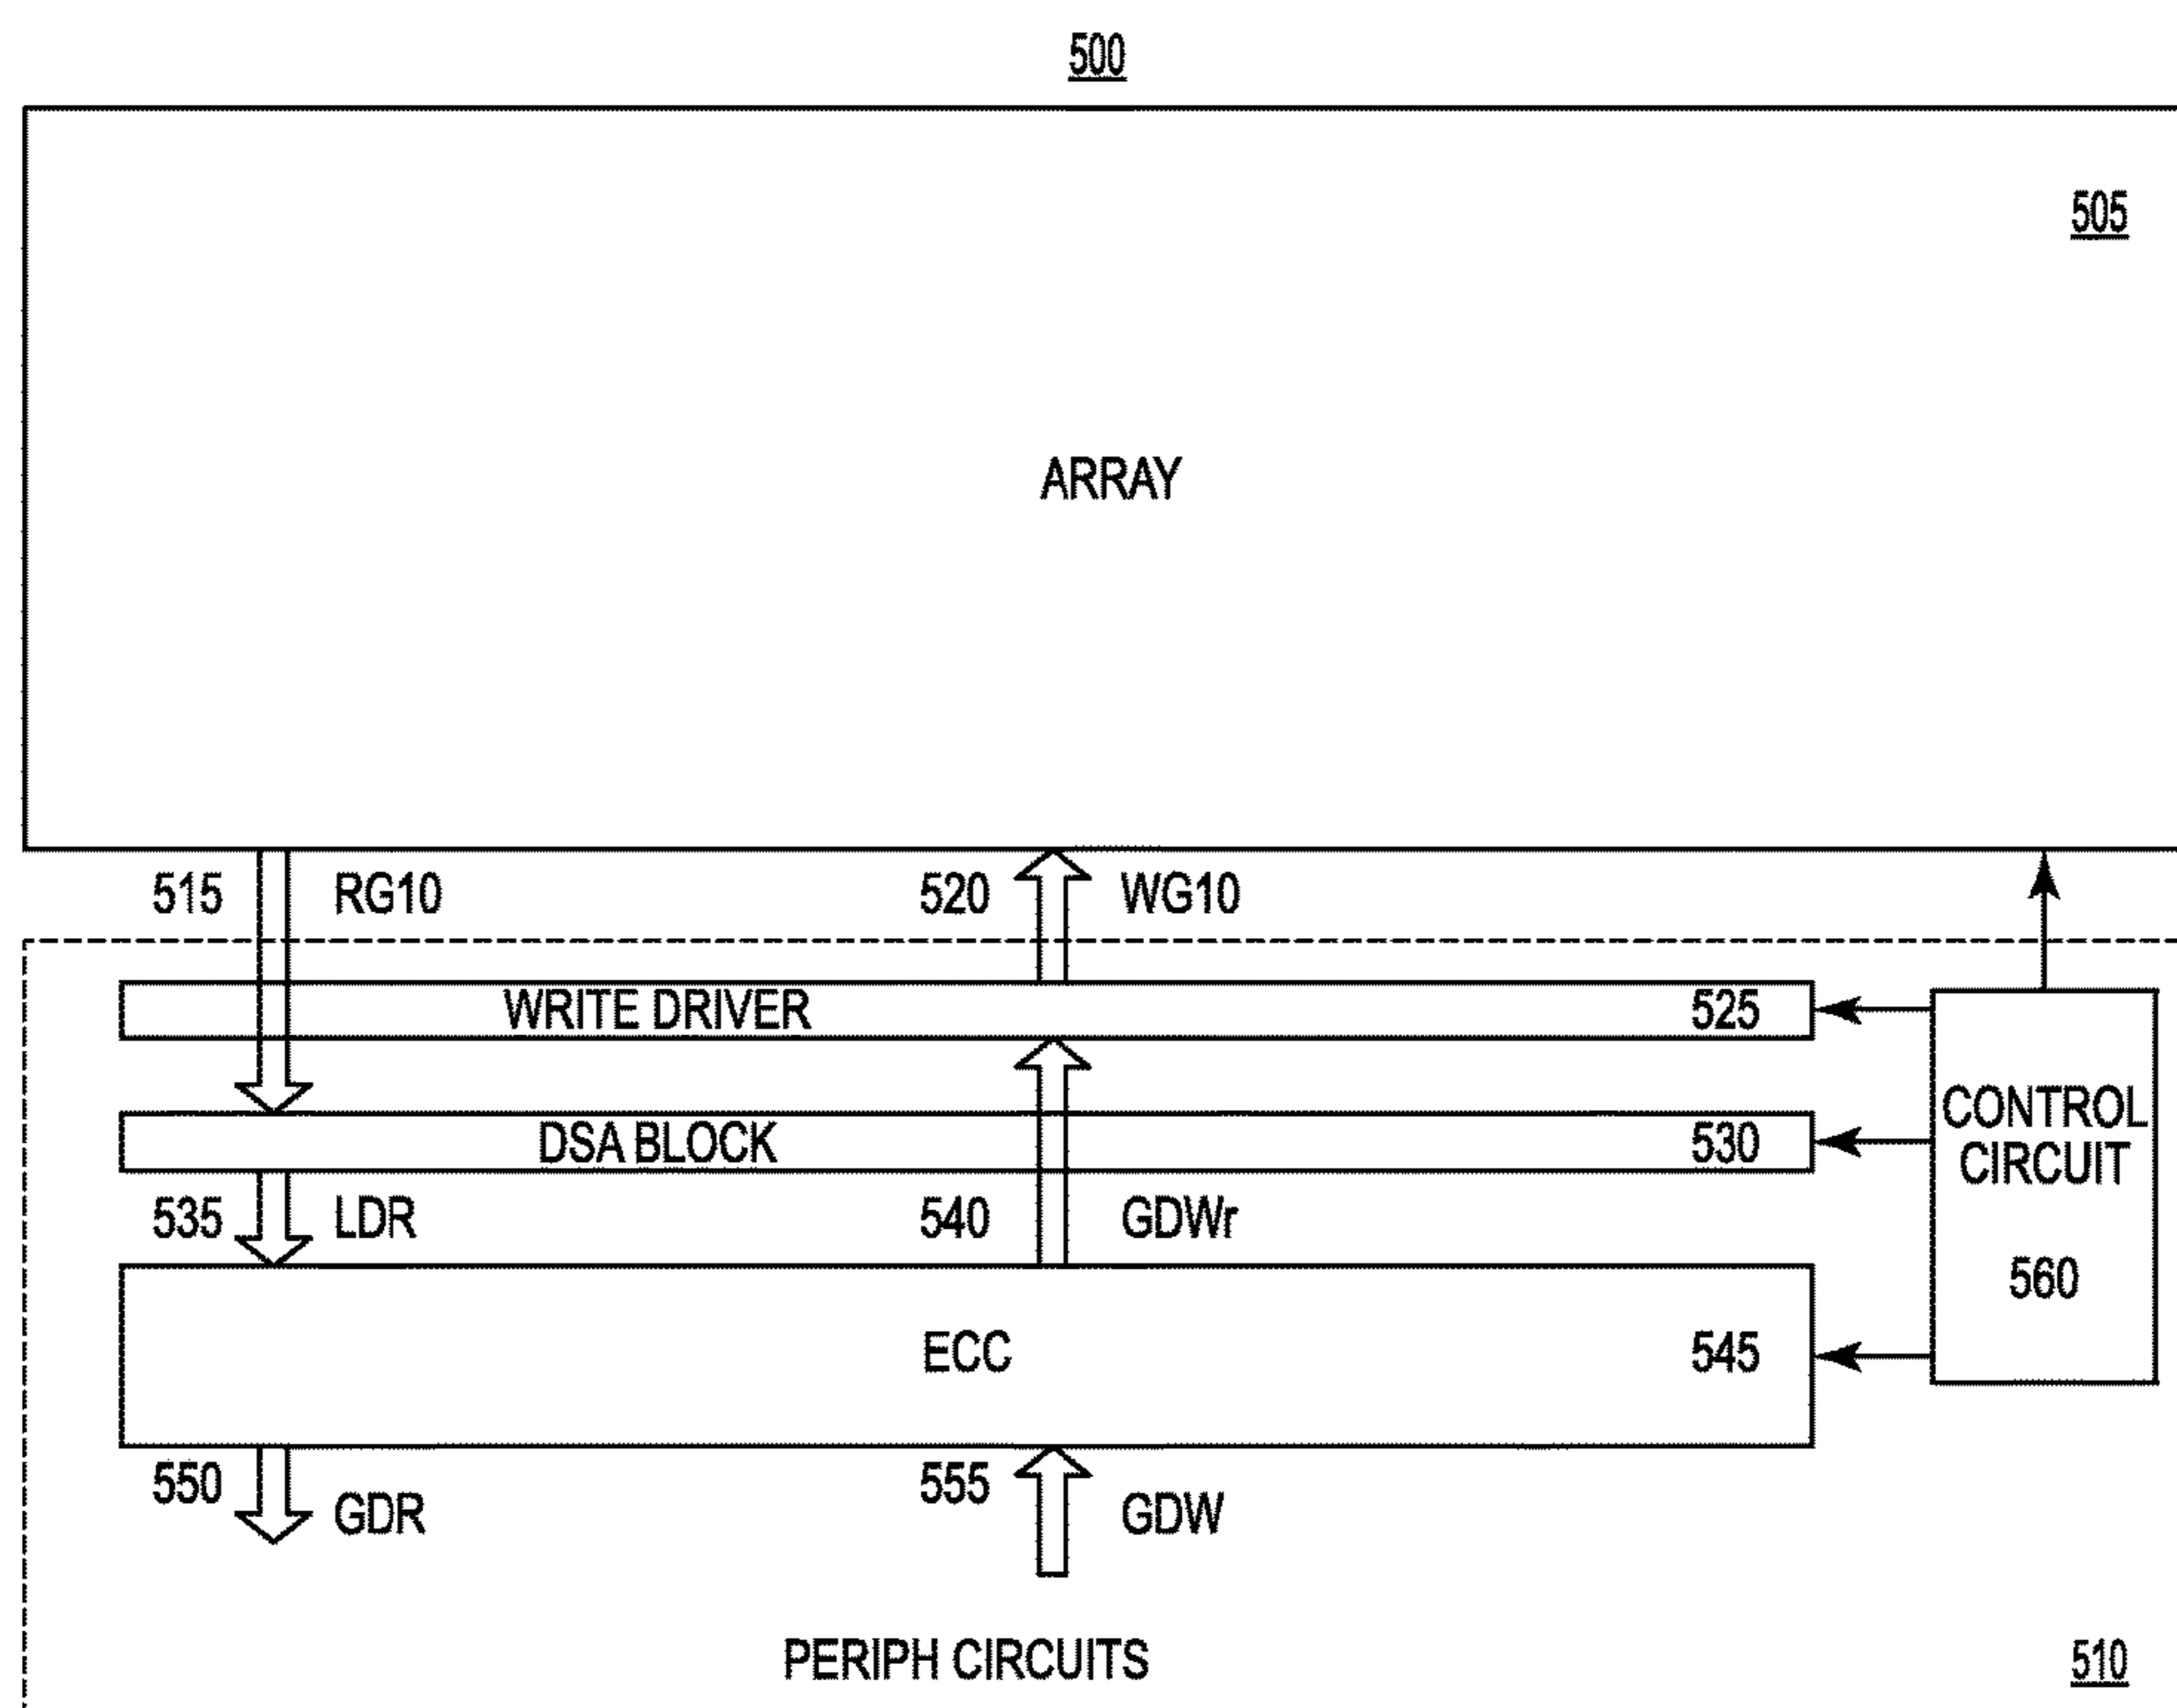 500
505
ARRAY
515 RG10 520 WG10
WRITE DRIVER 525
DSA BLOCK 530
CONTROL
CIRCUIT
560
535 LDR 540 GDWr
ECC 545
550 GDR 555 GDW
PERIPH CIRCUITS 510